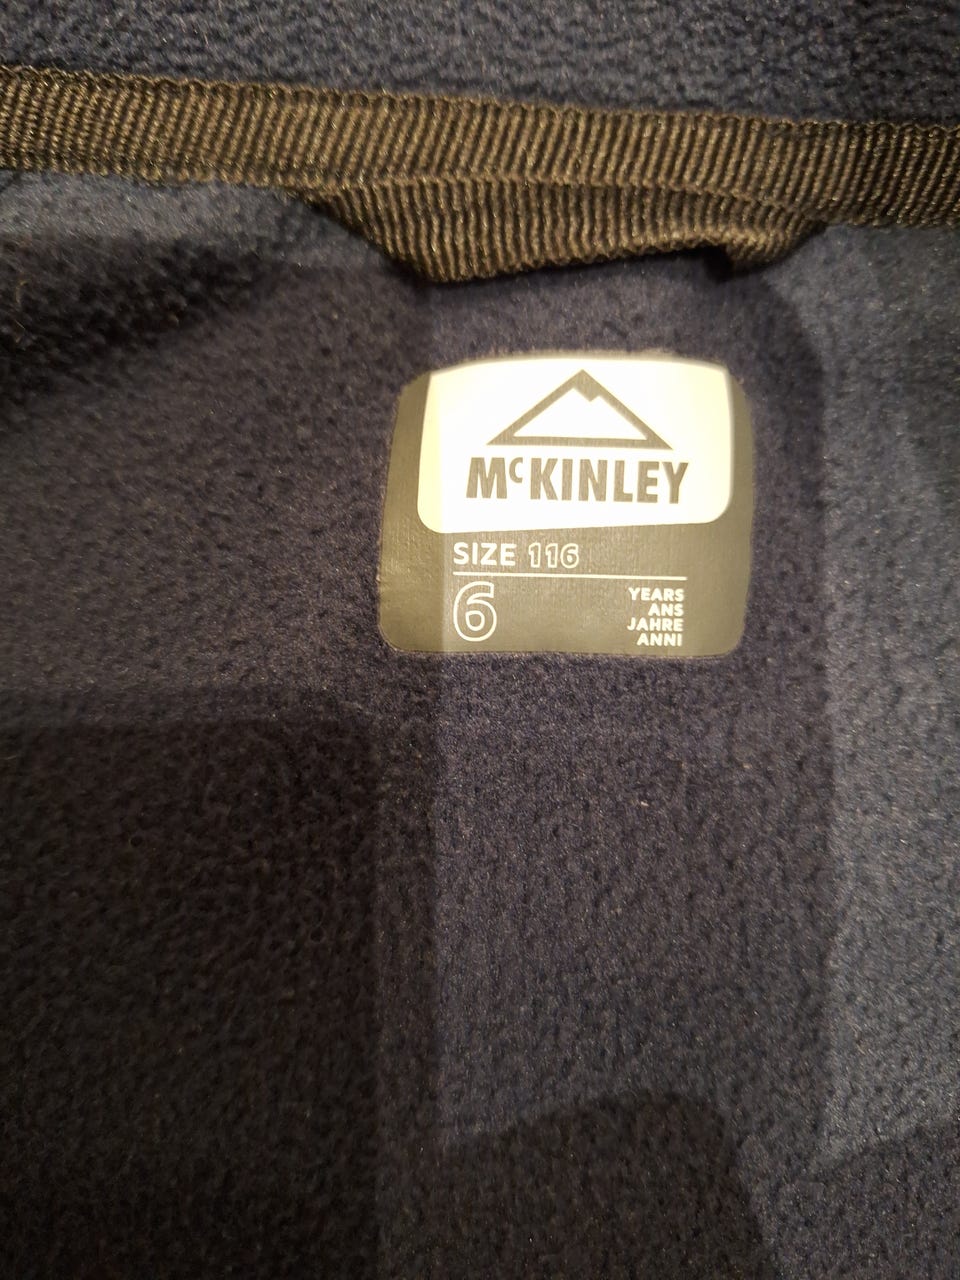 McKINLEY
SIZE 116
6
YEARS
ANS
JAHRE
ANNI